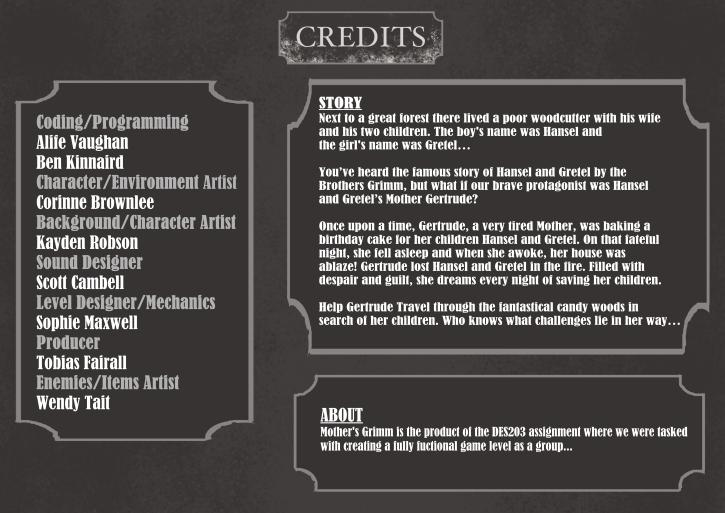 CREDITS
Coding/Programming
Alife Vaughan
Ben Kinnaird
Character/Environment Artist
Corinne Brownlee
Background/Character Artist
Kayden Robson
Sound Designer
Scott Cambell
Level Designer/Mechanics
Sophie Maxwell
Producer
Tobias Fairall
Enemies/Items Artist
Wendy Tait
STORY
Next to a great forest there lived a poor woodcutter with his wife
and his two children. The boy's name was Hansel and
the girl's name was Gretel...
You've heard the famous story of Hansel and Gretel by the
Brothers Grimm, but what if our brave protagonist was Hansel
and Gretel's Mother Gertrude?
Once upon a time, Gertrude, a very tired Mother, was baking a
birthday cake for her children Hansel and Gretel. On that fateful
night, she fell asleep and when she awoke, her house was
ablaze! Gertrude lost Hansel and Gretel in the fire. Filled with
despair and guilt, she dreams every night of saving her children.
Help Gertrude Travel through the fantastical candy woods in
search of her children. Who knows what challenges lie in her way...
ABOUT
Mother's Grimm is the product of the DES203 assignment where we were tasked
with creating a fully fuctional game level as a group...